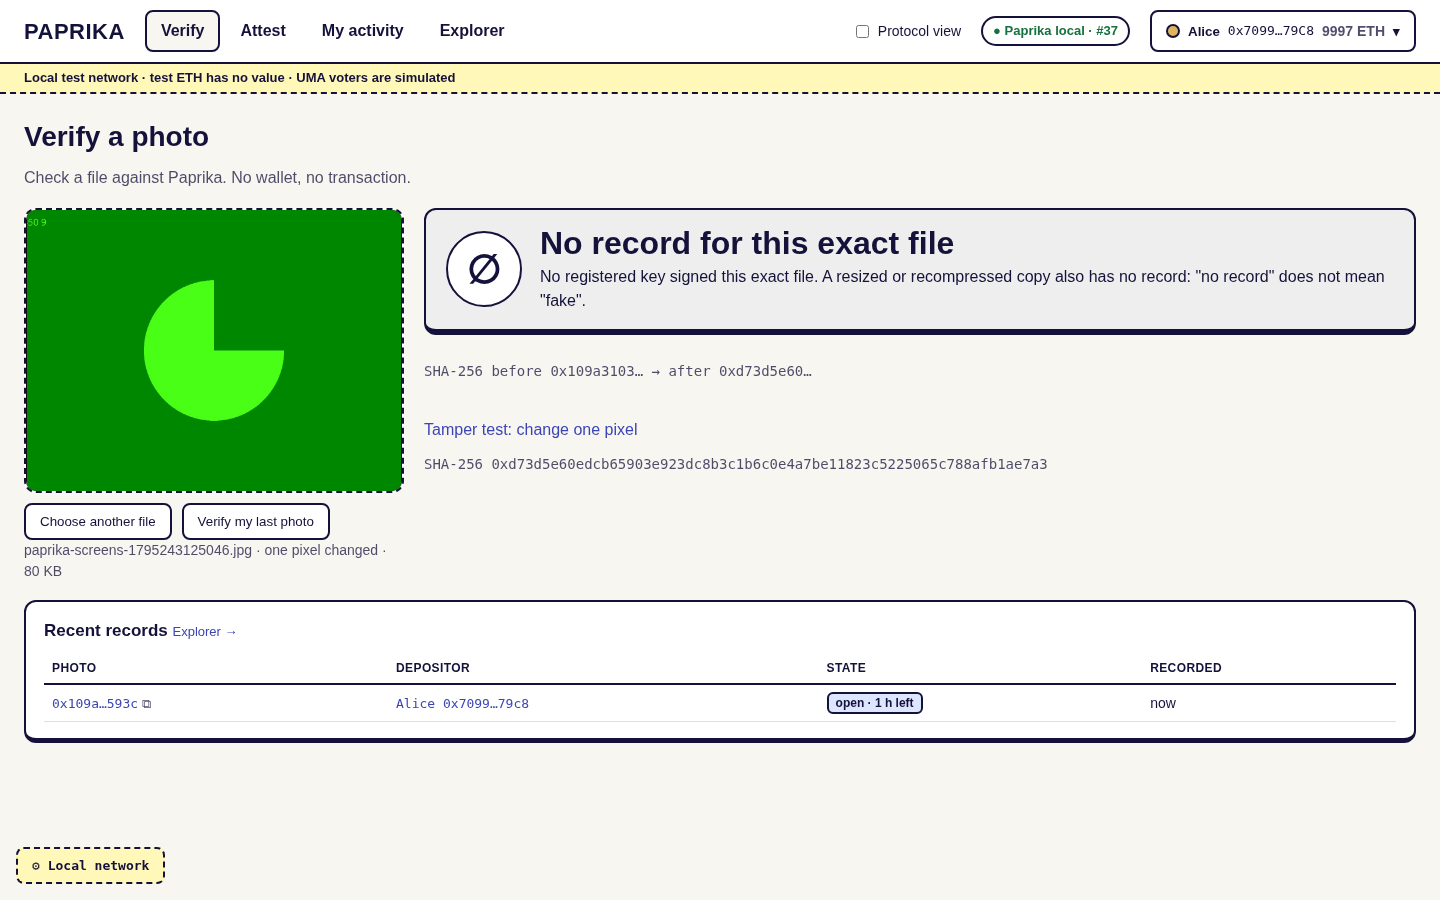 PAPRIKA Verify Attest My activity Explorer Protocol view ● Paprika local · #37 Alice 0x7099…79C8 9997 ETH ▾
Local test network · test ETH has no value · UMA voters are simulated
Verify a photo
Check a file against Paprika. No wallet, no transaction.
50 9
∅
No record for this exact file
No registered key signed this exact file. A resized or recompressed copy also has no record: "no record" does not mean
"fake".
SHA-256 before 0x109a3103… → after 0xd73d5e60…
Tamper test: change one pixel
SHA-256 0xd73d5e60edcb65903e923dc8b3c1b6c0e4a7be11823c5225065c788afb1ae7a3
Choose another file Verify my last photo
paprika-screens-1795243125046.jpg · one pixel changed ·
80 KB
Recent records Explorer →
PHOTO DEPOSITOR STATE RECORDED
0x109a…593c ⧉ Alice 0x7099…79c8 open · 1 h left now
⚙ Local network